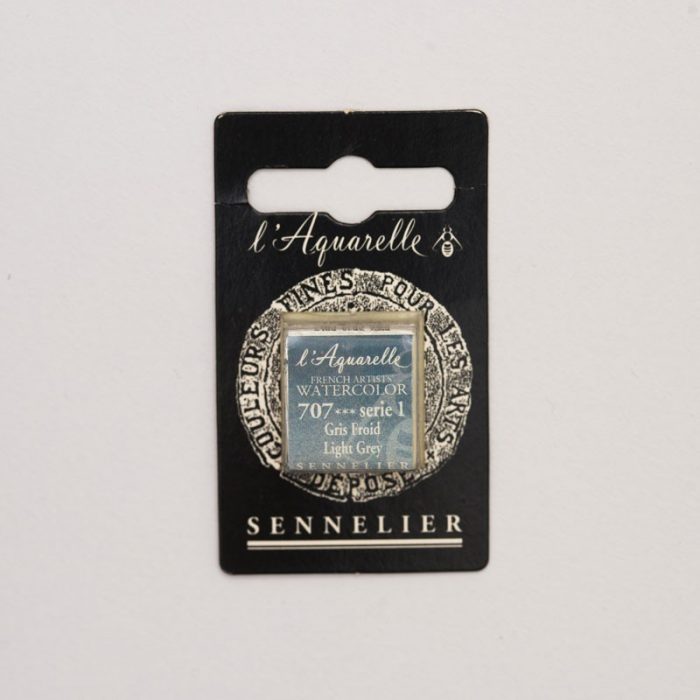 l'Aquarelle
COULEURS FINES POUR LES ARTS
DÉPOSÉ
l'Aquarelle
FRENCH ARTISTS'
WATERCOLOR
707 *** serie 1
Gris Froid
Light Grey
SENNELIER
SENNELIER